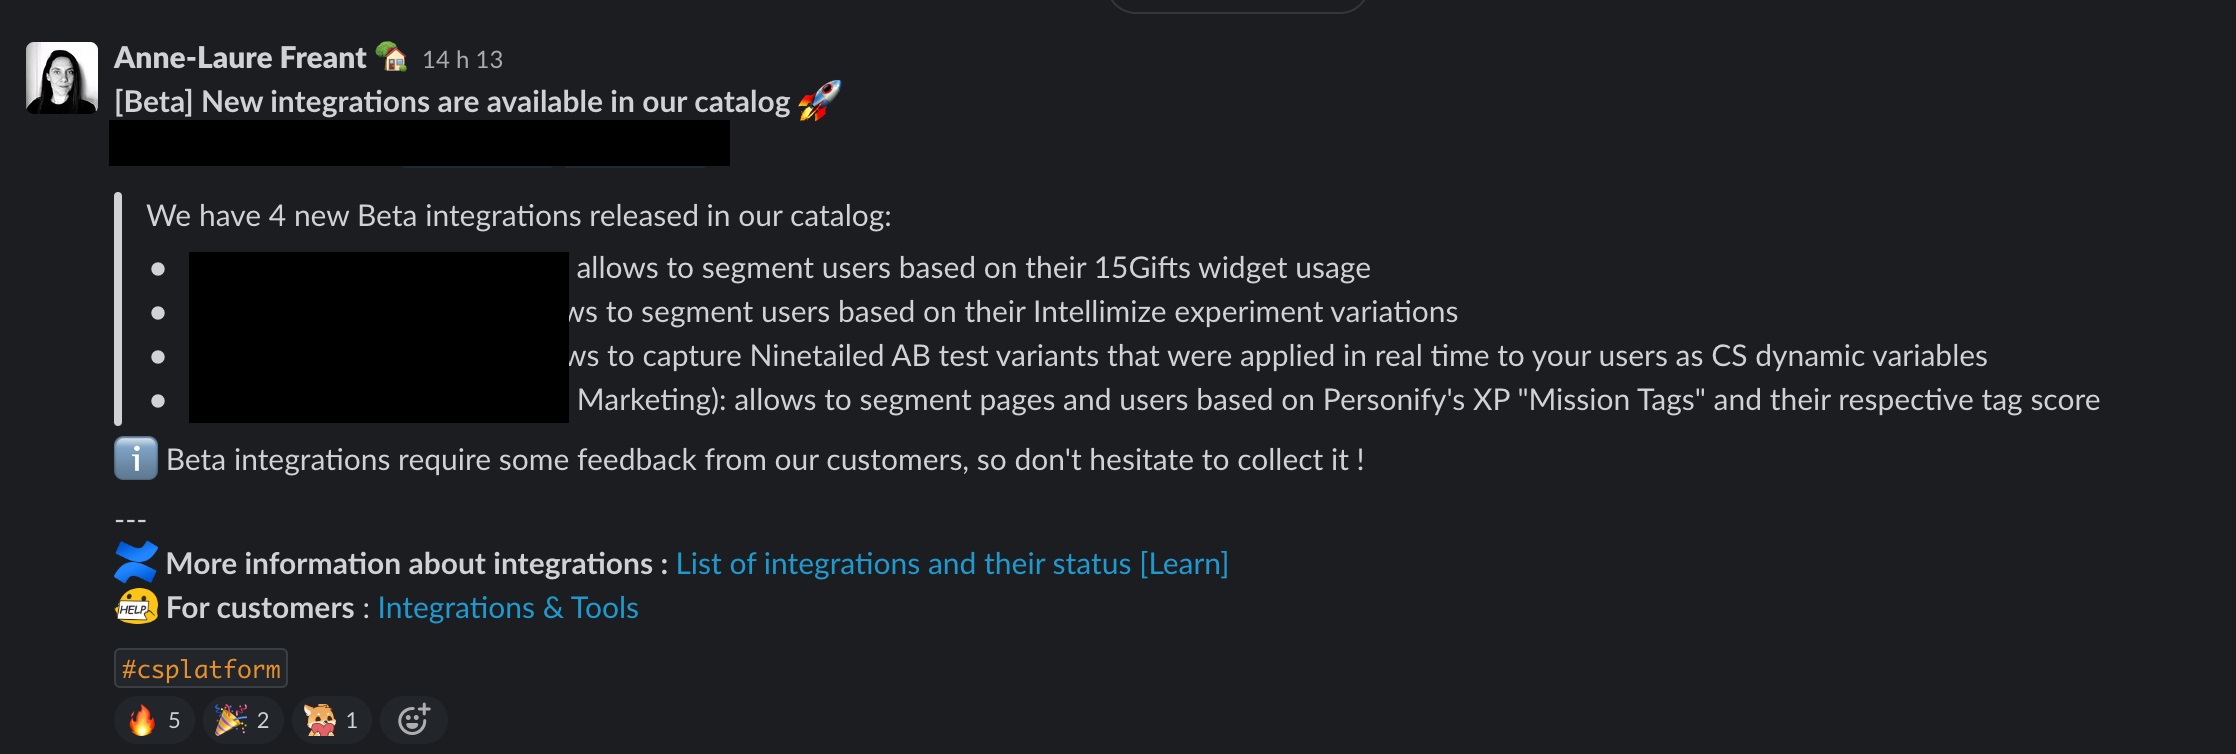 Anne-Laure Freant 14 h 13
[Beta] New integrations are available in our catalog
We have 4 new Beta integrations released in our catalog:
allows to segment users based on their 15Gifts widget usage
to segment users based on their Intellimize experiment variations
to capture Ninetailed AB test variants that were applied in real time to your users as CS dynamic variables
Marketing): allows to segment pages and users based on Personify's XP "Mission Tags" and their respective tag score
Beta integrations require some feedback from our customers, so don't hesitate to collect it !
---
More information about integrations : List of integrations and their status [Learn]
HELP For customers : Integrations & Tools
#csplatform
5 2 1